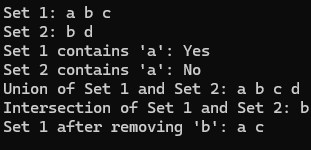 Set 1: a b c
Set 2: b d
Set 1 contains 'a': Yes
Set 2 contains 'a': No
Union of Set 1 and Set 2: a b c d
Intersection of Set 1 and Set 2: b
Set 1 after removing 'b': a c